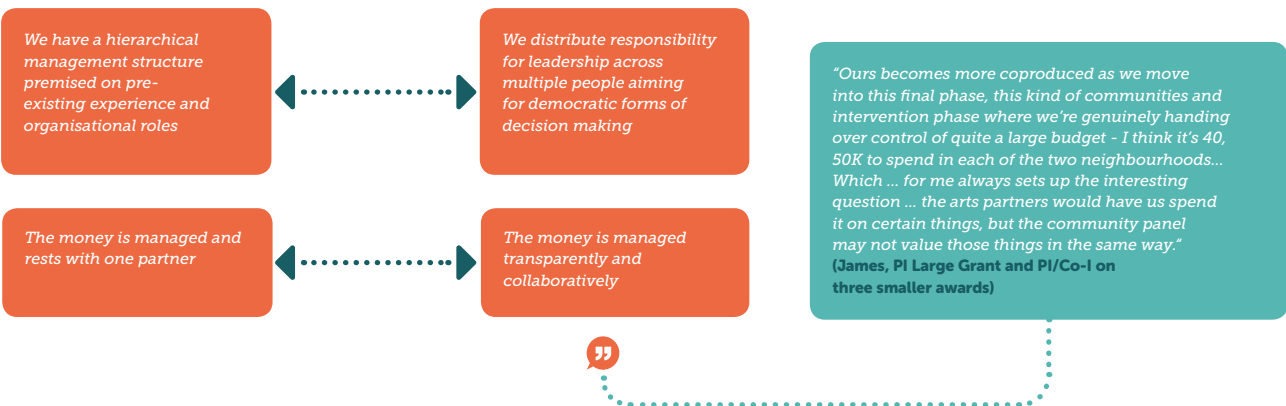 We have a hierarchical
management structure
premised on pre-
existing experience and
organisational roles
We distribute responsibility
for leadership across
multiple people aiming
for democratic forms of
decision making
The money is managed and
rests with one partner
The money is managed
transparently and
collaboratively
“Ours becomes more coproduced as we move
into this final phase, this kind of communities and
intervention phase where we’re genuinely handing
over control of quite a large budget - I think it’s 40,
50K to spend in each of the two neighbourhoods...
Which ... for me always sets up the interesting
question ... the arts partners would have us spend
it on certain things, but the community panel
may not value those things in the same way.“
(James, PI Large Grant and PI/Co-I on
three smaller awards)